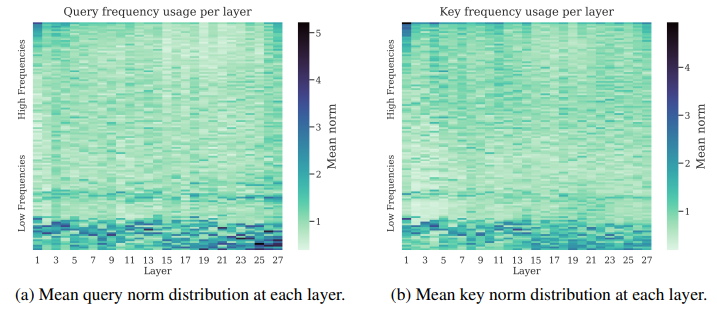 Query frequency usage per layer
High Frequencies
Low Frequencies
1 3 5 7 9 11 13 15 17 19 21 23 25 27
Layer
5
4
3
2
1
Mean norm
(a) Mean query norm distribution at each layer.
Key frequency usage per layer
High Frequencies
Low Frequencies
1 3 5 7 9 11 13 15 17 19 21 23 25 27
Layer
4
3
2
1
Mean norm
(b) Mean key norm distribution at each layer.